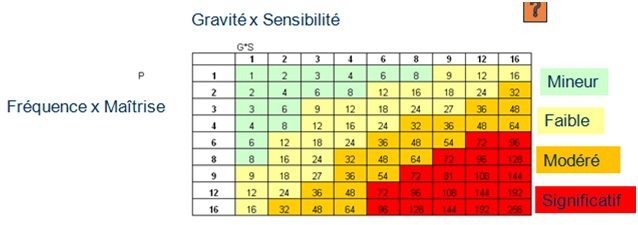 Gravité x Sensibilité
?
G*S
1 2 3 4 6 8 9 12 16
P
1 1 2 3 4 6 8 9 12 16
2 2 4 6 8 12 16 18 24 32
Mineur
3 3 6 9 12 18 24 27 36 48
Fréquence x Maîtrise
4 4 8 12 16 24 32 36 48 64
Faible
6 6 12 18 24 36 48 54 72 96
8 8 16 24 32 48 64 72 96 128
Modéré
9 9 18 27 36 54 72 81 108 144
12 12 24 36 48 72 96 108 144 192
Significatif
16 16 32 48 64 96 128 144 192 256